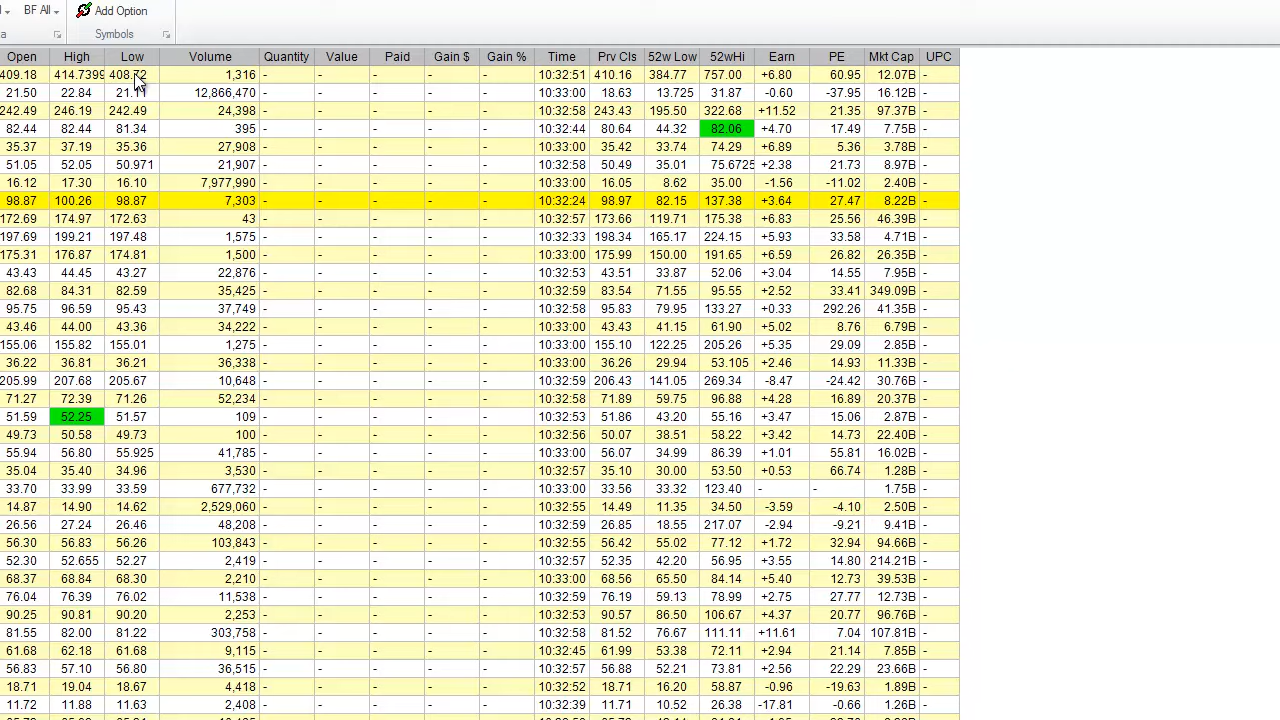 BF All Add Option
a Symbols
Open High Low Volume Quantity Value Paid Gain $ Gain % Time Prv Cls 52w Low 52wHi Earn PE Mkt Cap UPC
409.18 414.7399 1,316 - - - - - 10:32:51 410.16 384.77 757.00 +6.80 60.95 12.07B -
21.50 22.84 12,866,470 - - - - - 10:33:00 18.63 13.725 31.87 -0.60 -37.95 16.12B -
242.49 246.19 242.49 24,398 - - - - - 10:32:58 243.43 195.50 322.68 +11.52 21.35 97.37B -
82.44 82.44 81.34 395 - - - - - 10:32:44 80.64 44.32 82.06 +4.70 17.49 7.75B -
35.37 37.19 35.36 27,908 - - - - - 10:33:00 35.42 33.74 74.29 +6.89 5.36 3.78B -
51.05 52.05 50.971 21,907 - - - - - 10:32:58 50.49 35.01 75.6725 +2.38 21.73 8.97B -
16.12 17.30 16.10 7,977,990 - - - - - 10:33:00 16.05 8.62 35.00 -1.56 -11.02 2.40B -
98.87 100.26 98.87 7,303 - - - - - 10:32:24 98.97 82.15 137.38 +3.64 27.47 8.22B -
172.69 174.97 172.63 43 - - - - - 10:32:57 173.66 119.71 175.38 +6.83 25.56 46.39B -
197.69 199.21 197.48 1,575 - - - - - 10:32:33 198.34 165.17 224.15 +5.93 33.58 4.71B -
175.31 176.87 174.81 1,500 - - - - - 10:33:00 175.99 150.00 191.65 +6.59 26.82 26.35B -
43.43 44.45 43.27 22,876 - - - - - 10:32:53 43.51 33.87 52.06 +3.04 14.55 7.95B -
82.68 84.31 82.59 35,425 - - - - - 10:32:59 83.54 71.55 95.55 +2.52 33.41 349.09B -
95.75 96.59 95.43 37,749 - - - - - 10:32:58 95.83 79.95 133.27 +0.33 292.26 41.35B -
43.46 44.00 43.36 34,222 - - - - - 10:33:00 43.43 41.15 61.90 +5.02 8.76 6.79B -
155.06 155.82 155.01 1,275 - - - - - 10:33:00 155.10 122.25 205.26 +5.35 29.09 2.85B -
36.22 36.81 36.21 36,338 - - - - - 10:33:00 36.26 29.94 53.105 +2.46 14.93 11.33B -
205.99 207.68 205.67 10,648 - - - - - 10:32:59 206.43 141.05 269.34 -8.47 -24.42 30.76B -
71.27 72.39 71.26 52,234 - - - - - 10:32:58 71.89 59.75 96.88 +4.28 16.89 20.37B -
51.59 52.25 51.57 109 - - - - - 10:32:53 51.86 43.20 55.16 +3.47 15.06 2.87B -
49.73 50.58 49.73 100 - - - - - 10:32:56 50.07 38.51 58.22 +3.42 14.73 22.40B -
55.94 56.80 55.925 41,785 - - - - - 10:33:00 56.07 34.99 86.39 +1.01 55.81 16.02B -
35.04 35.40 34.96 3,530 - - - - - 10:32:57 35.10 30.00 53.50 +0.53 66.74 1.28B -
33.70 33.99 33.59 677,732 - - - - - 10:33:00 33.56 33.32 123.40 - - 1.75B -
14.87 14.90 14.62 2,529,060 - - - - - 10:32:55 14.49 11.35 34.50 -3.59 -4.10 2.50B -
26.56 27.24 26.46 48,208 - - - - - 10:32:59 26.85 18.55 217.07 -2.94 -9.21 9.41B -
56.30 56.83 56.26 103,843 - - - - - 10:32:55 56.42 55.02 77.12 +1.72 32.94 94.66B -
52.30 52.655 52.27 2,419 - - - - - 10:32:55 52.35 42.20 56.95 +3.55 14.80 214.21B -
68.37 68.84 68.30 2,210 - - - - - 10:33:00 68.56 65.50 84.14 +5.40 12.73 39.53B -
76.04 76.39 76.02 11,538 - - - - - 10:32:59 76.19 59.13 78.99 +2.75 27.77 12.73B -
90.25 90.81 90.20 2,253 - - - - - 10:32:53 90.57 86.50 106.67 +4.37 20.77 96.76B -
81.55 82.00 81.22 303,758 - - - - - 10:32:58 81.52 76.67 111.11 +11.61 7.04 107.81B -
61.68 62.18 61.68 9,115 - - - - - 10:32:45 61.99 53.38 72.11 +2.94 21.14 7.85B -
56.83 57.10 56.80 36,515 - - - - - 10:32:57 56.88 52.21 73.81 +2.56 22.29 23.66B -
18.71 19.04 18.67 4,418 - - - - - 10:32:52 18.71 16.20 58.87 -0.96 -19.63 1.89B -
11.72 11.88 11.63 2,408 - - - - - 10:32:39 11.71 10.52 26.38 -17.81 -0.66 1.26B -